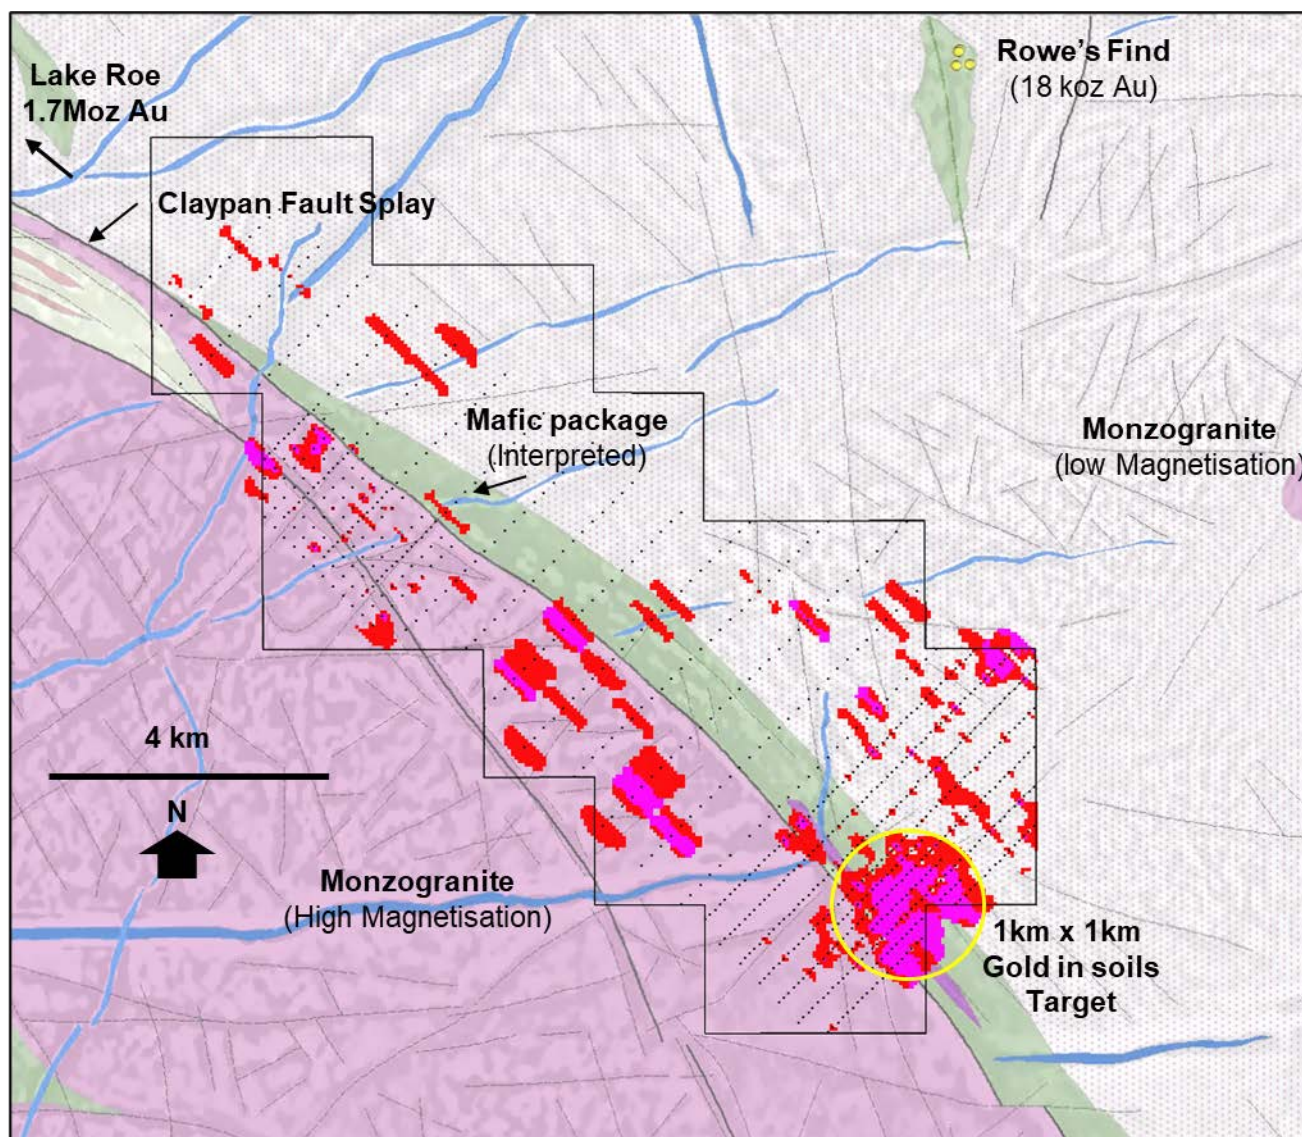 Lake Roe
1.7Moz Au
Rowe’s Find
(18 koz Au)
Claypan Fault Splay
Mafic package
(Interpreted)
Monzogranite
(low Magnetisation)
4 km
N
Monzogranite
(High Magnetisation)
1km x 1km
Gold in soils
Target